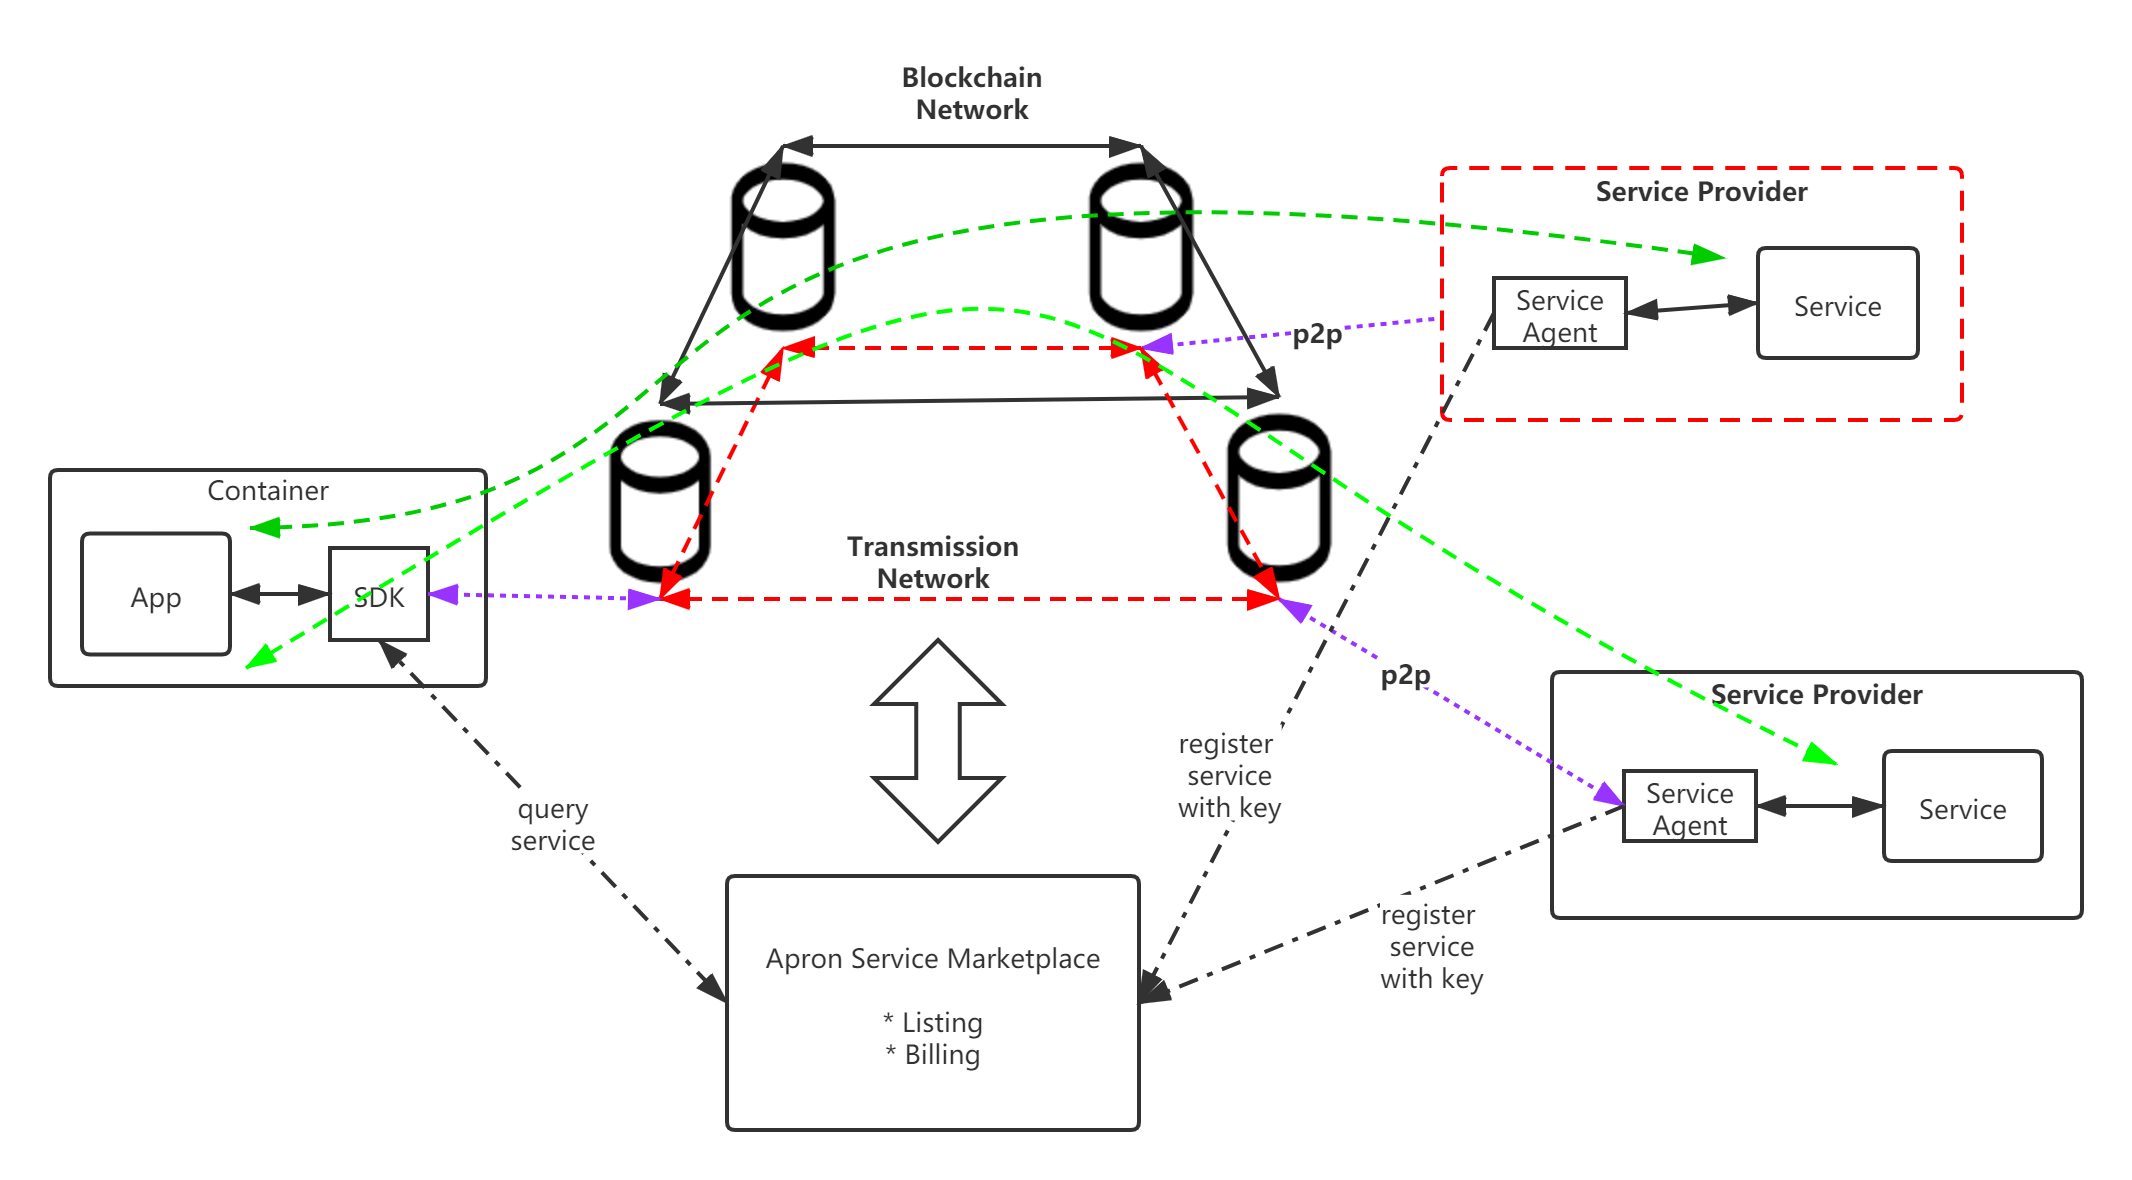 Blockchain
Network
Service Provider
Service
Agent
Service
p2p
Container
App
SDK
Transmission
Network
p2p
Service Provider
Service
Agent
Service
register
service
with key
query
service
register
service
with key
Apron Service Marketplace
* Listing
* Billing